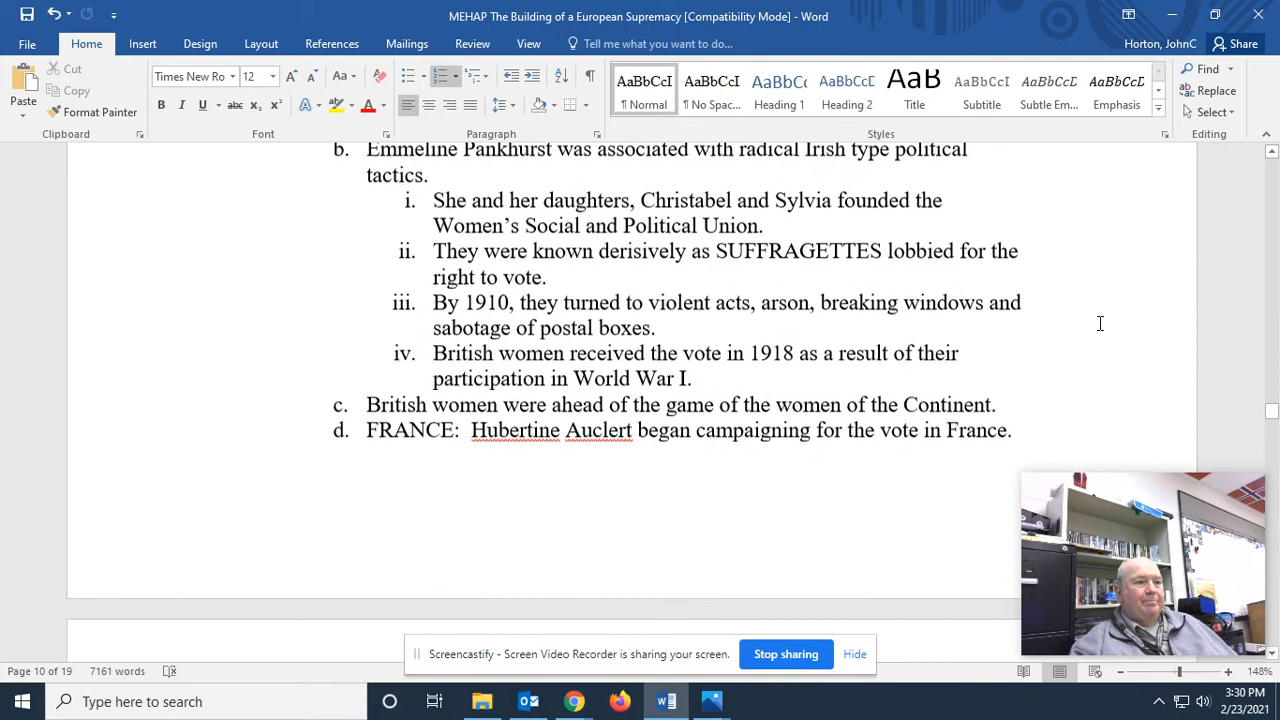 MEHAP The Building of a European Supremacy [Compatibility Mode] - Word
File Home Insert Design Layout References Mailings Review View Tell me what you want to do... Horton, JohnC Share
Paste
Cut
Copy
Format Painter
Times New Ro 12
AaBbCcI AaBbCcI AaBbCc AaBbCcI AaB AaBbCcI AaBbCcI AaBbCcI
¶ Normal ¶ No Spac... Heading 1 Heading 2 Title Subtitle Subtle Em... Emphasis
Find
Replace
Select
Clipboard Font Paragraph Styles Editing
b. Emmeline Pankhurst was associated with radical Irish type political
tactics.
i. She and her daughters, Christabel and Sylvia founded the
Women's Social and Political Union.
ii. They were known derisively as SUFFRAGETTES lobbied for the
right to vote.
iii. By 1910, they turned to violent acts, arson, breaking windows and
sabotage of postal boxes.
iv. British women received the vote in 1918 as a result of their
participation in World War I.
c. British women were ahead of the game of the women of the Continent.
d. FRANCE: Hubertine Auclert began campaigning for the vote in France.
Screencastify - Screen Video Recorder is sharing your screen. Stop sharing Hide
Page 10 of 19 7161 words 148%
Type here to search
3:30 PM
2/23/2021